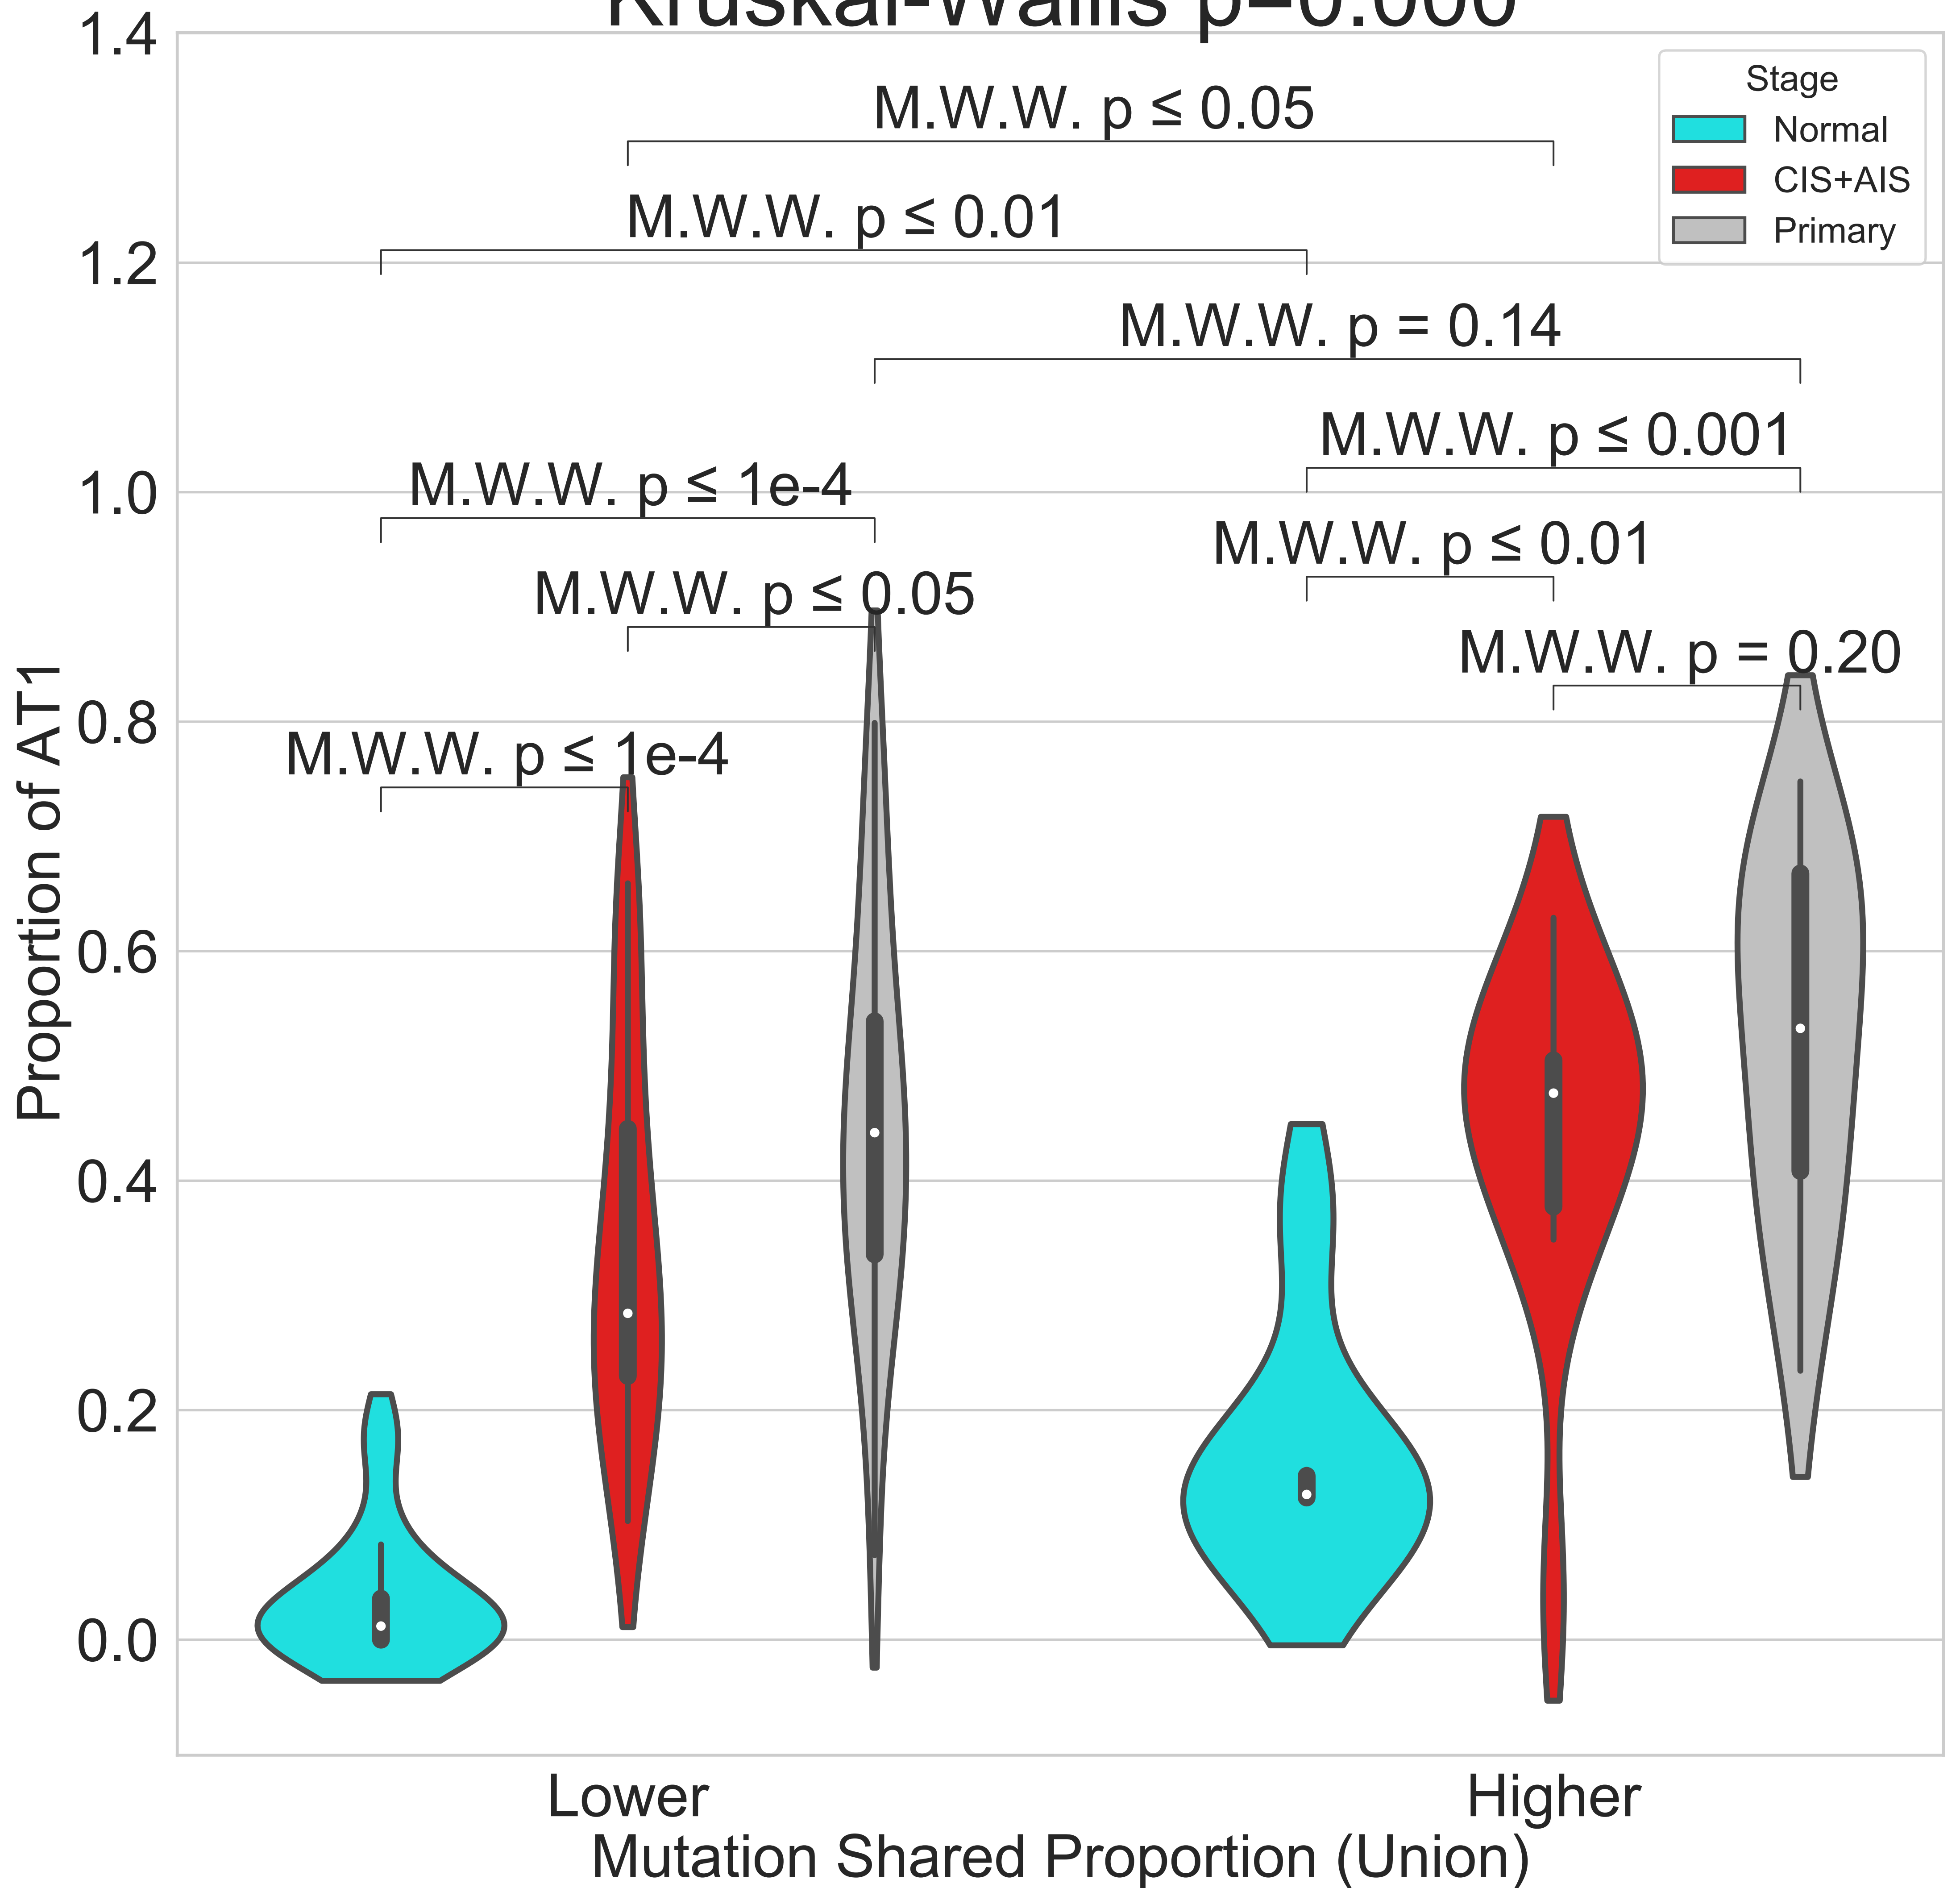 Kruskal-Wallis p=0.000
1.4
1.2
1.0
0.8
0.6
0.4
0.2
0.0
Proportion of AT1
Stage
Normal
CIS+AIS
Primary
M.W.W. p ≤ 0.05
M.W.W. p ≤ 0.01
M.W.W. p = 0.14
M.W.W. p ≤ 0.001
M.W.W. p ≤ 1e-4
M.W.W. p ≤ 0.01
M.W.W. p ≤ 0.05
M.W.W. p = 0.20
M.W.W. p ≤ 1e-4
Lower
Higher
Mutation Shared Proportion (Union)